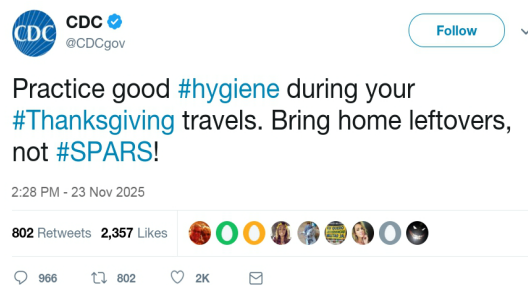 CDC
CDC
@CDCgov
Follow
Practice good #hygiene during your
#Thanksgiving travels. Bring home leftovers,
not #SPARS!
2:28 PM - 23 Nov 2025
802 Retweets 2,357 Likes
966 802 2K